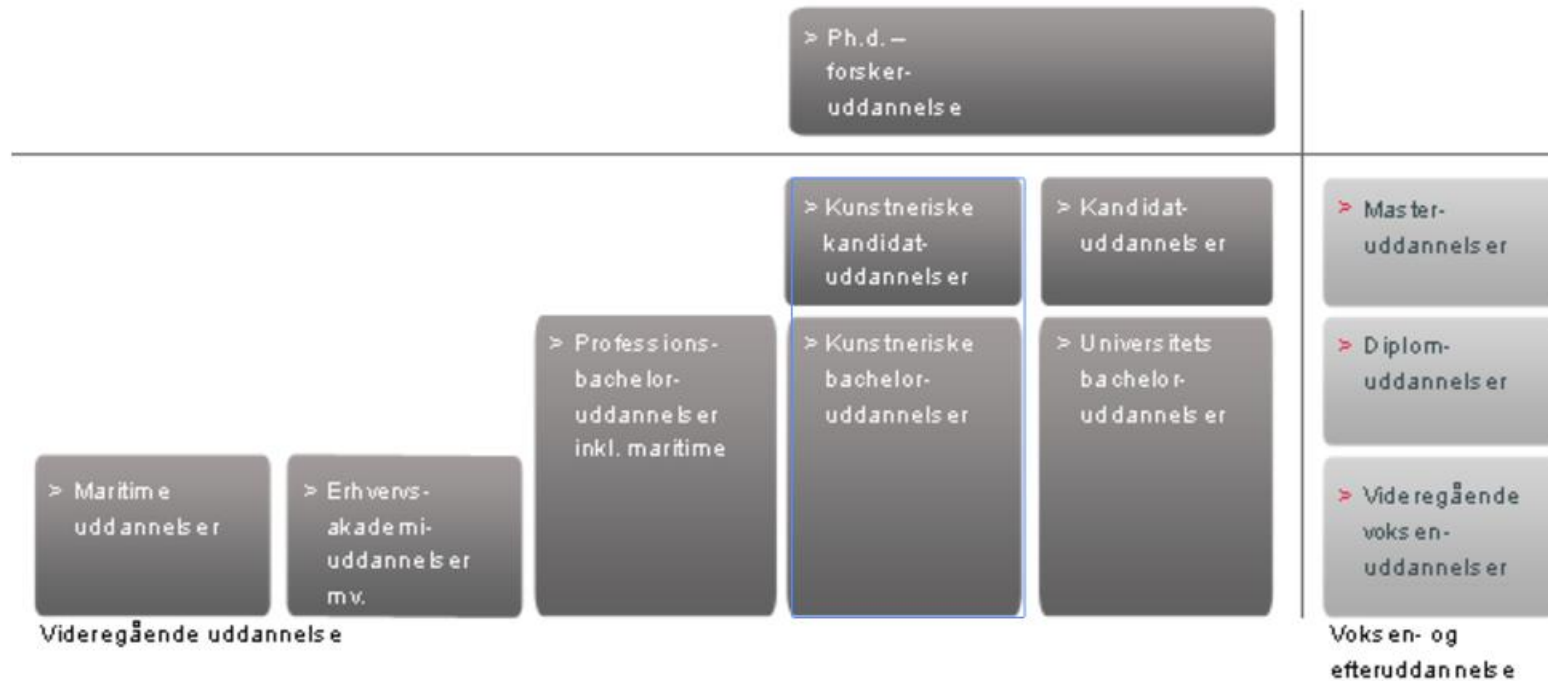 > Ph.d. –
forsker-
uddannelse
> Kunstneriske
kandidat-
uddannelser
> Kandidat-
uddannelser
> Master-
uddannelser
> Professions-
bachelor-
uddannelser
inkl. maritime
> Kunstneriske
bachelor-
uddannelser
> Universitets
bachelor-
uddannelser
> Diplom-
uddannelser
> Maritime
uddannelser
> Erhvervs-
akademi-
uddannelser
mv.
> Videregående
voksen-
uddannelser
Videregående uddannelse
Voksen- og
efteruddannelse